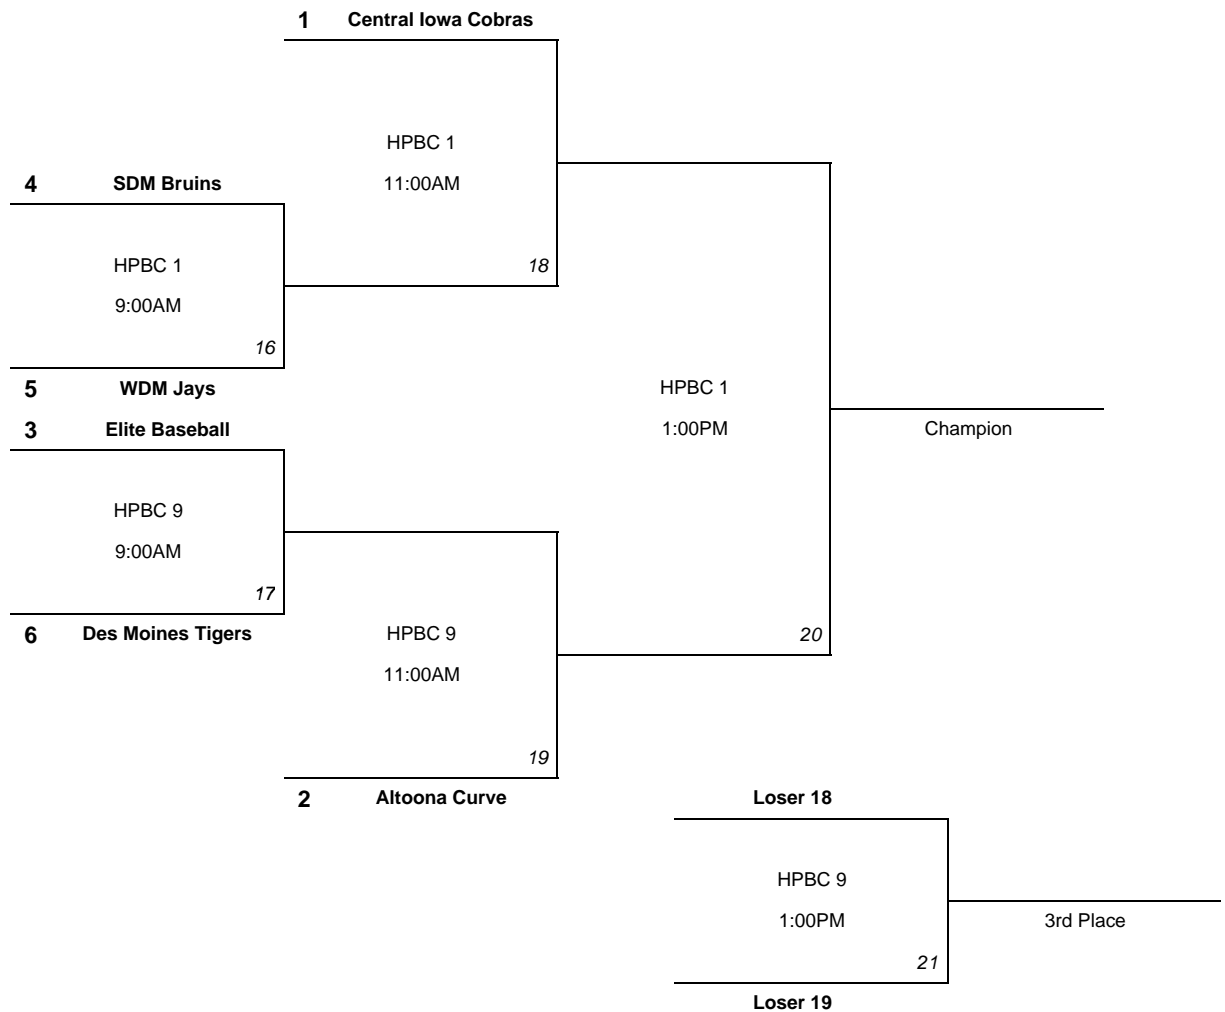 1 Central Iowa Cobras
HPBC 1
11:00AM
4 SDM Bruins
HPBC 1
9:00AM
18
16
5 WDM Jays
3 Elite Baseball
HPBC 1
1:00PM
Champion
HPBC 9
9:00AM
17
6 Des Moines Tigers
HPBC 9
11:00AM
20
19
2 Altoona Curve
Loser 18
HPBC 9
1:00PM
3rd Place
21
Loser 19